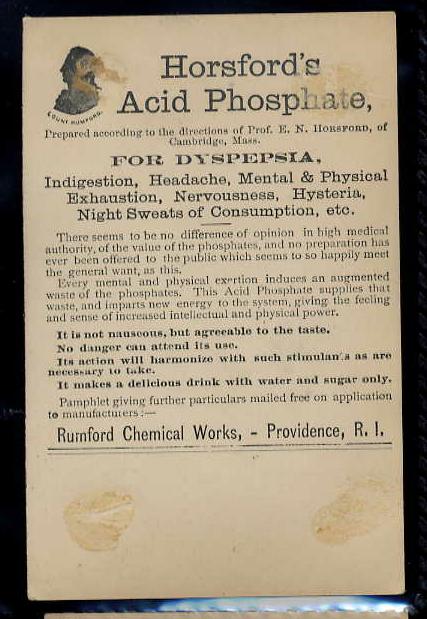 COUNT RUMFORD.
Horsford's
Acid Phosphate,
Prepared according to the directions of Prof. E. N. HORSFORD, of
Cambridge, Mass.
FOR DYSPEPSIA,
Indigestion, Headache, Mental & Physical
Exhaustion, Nervousness, Hysteria,
Night Sweats of Consumption, etc.
There seems to be no difference of opinion in high medical
authority, of the value of the phosphates, and no preparation has
ever been offered to the public which seems to so happily meet
the general want, as this.
Every mental and physical exertion induces an augmented
waste of the phosphates. This Acid Phosphate supplies that
waste, and imparts new energy to the system, giving the feeling
and sense of increased intellectual and physical power.
It is not nauseous, but agreeable to the taste.
No danger can attend its use.
Its action will harmonize with such stimulants as are
necessary to take.
It makes a delicious drink with water and sugar only.
Pamphlet giving further particulars mailed free on application
to manufacturers:—
Rumford Chemical Works, - Providence, R. I.